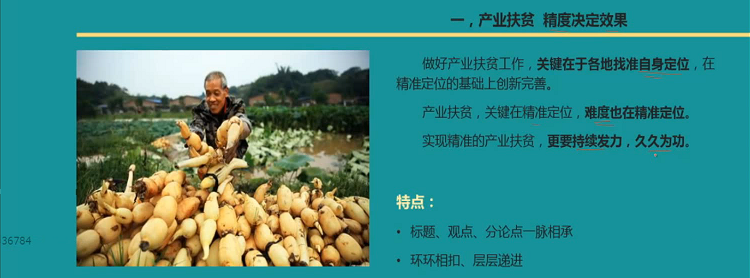 一，产业扶贫 精度决定效果
做好产业扶贫工作，关键在于各地找准自身定位，在
精准定位的基础上创新完善。
产业扶贫，关键在精准定位，难度也在精准定位。
实现精准的产业扶贫，更要持续发力，久久为功。
特点：
• 标题、观点、分论点一脉相承
• 环环相扣、层层递进
36784